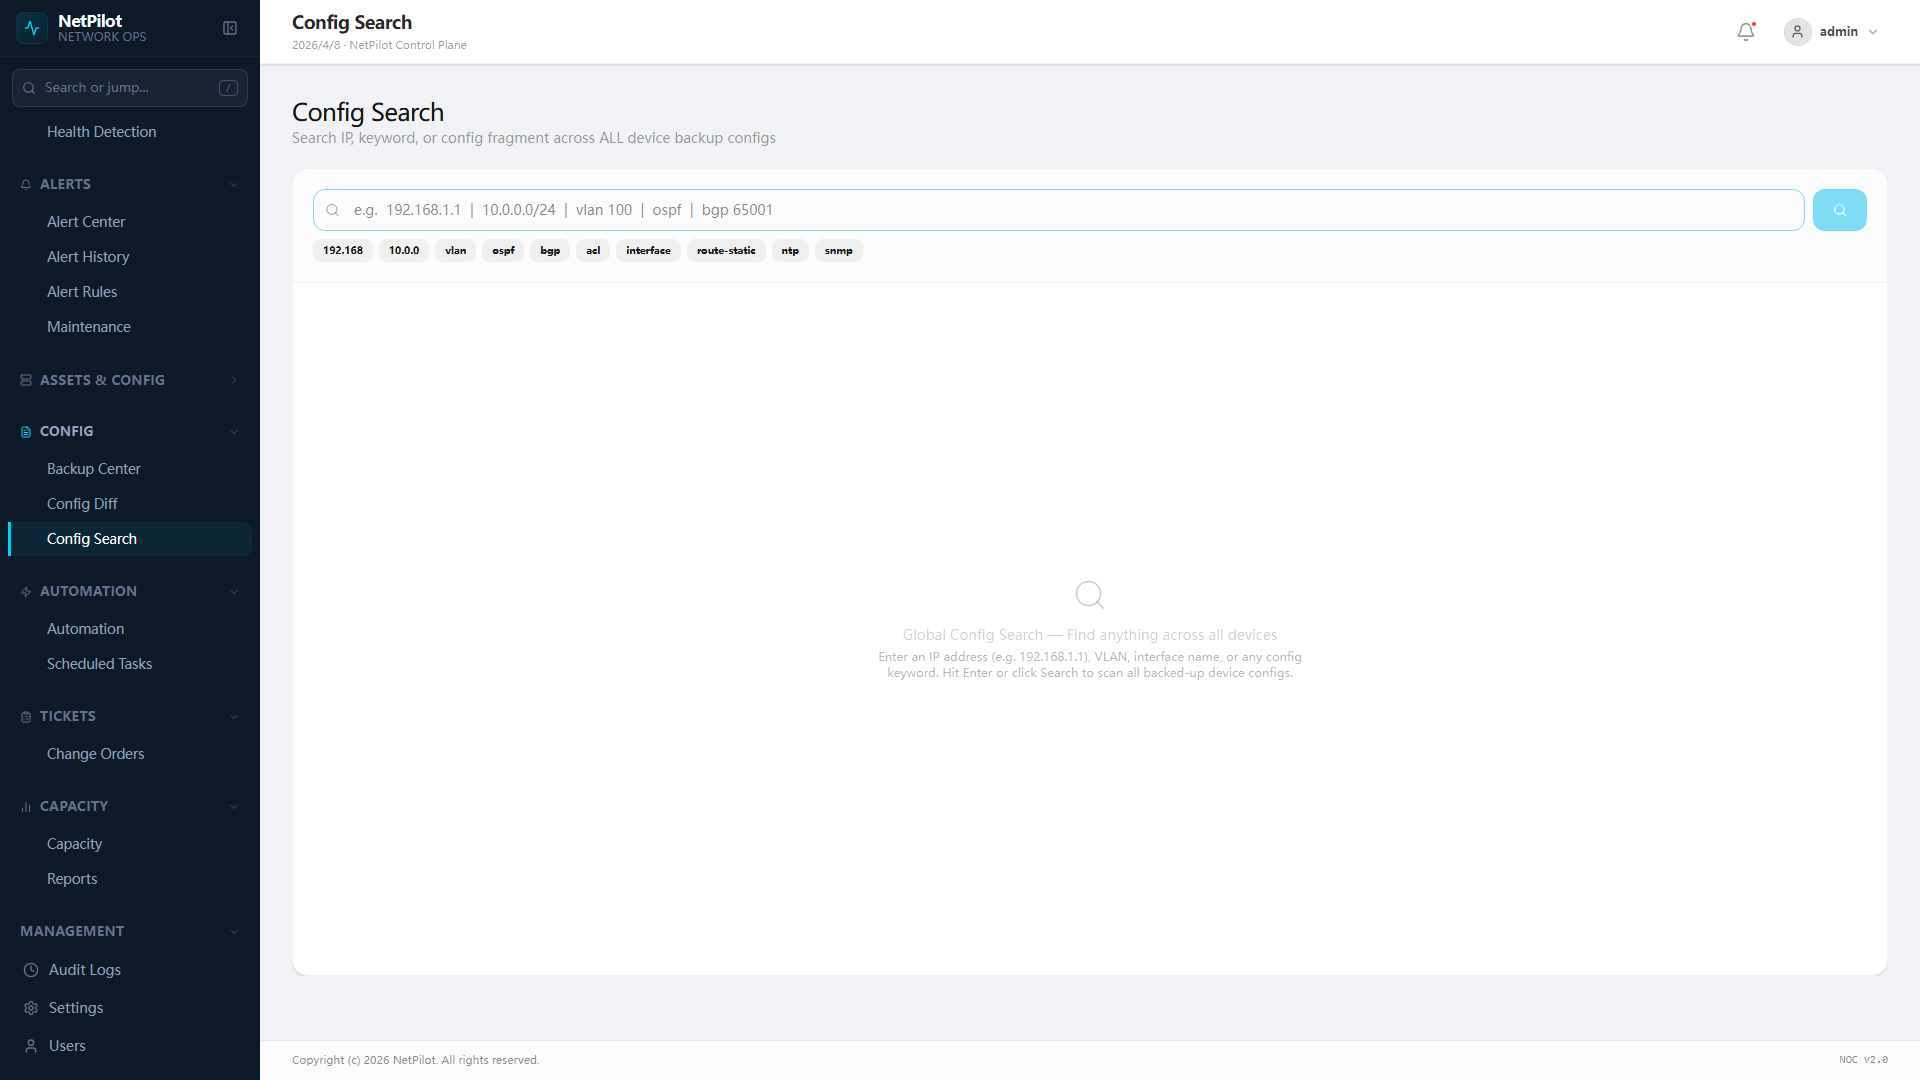 NetPilot
NETWORK OPS
Search or jump... /
Health Detection
ALERTS
Alert Center
Alert History
Alert Rules
Maintenance
ASSETS & CONFIG
CONFIG
Backup Center
Config Diff
Config Search
AUTOMATION
Automation
Scheduled Tasks
TICKETS
Change Orders
CAPACITY
Capacity
Reports
MANAGEMENT
Audit Logs
Settings
Users
Config Search
2026/4/8 · NetPilot Control Plane
admin
Config Search
Search IP, keyword, or config fragment across ALL device backup configs
e.g. 192.168.1.1 | 10.0.0.0/24 | vlan 100 | ospf | bgp 65001
192.168 10.0.0 vlan ospf bgp acl interface route-static ntp snmp
Global Config Search — Find anything across all devices
Enter an IP address (e.g. 192.168.1.1), VLAN, interface name, or any config
keyword. Hit Enter or click Search to scan all backed-up device configs.
Copyright (c) 2026 NetPilot. All rights reserved.
NOC v2.0